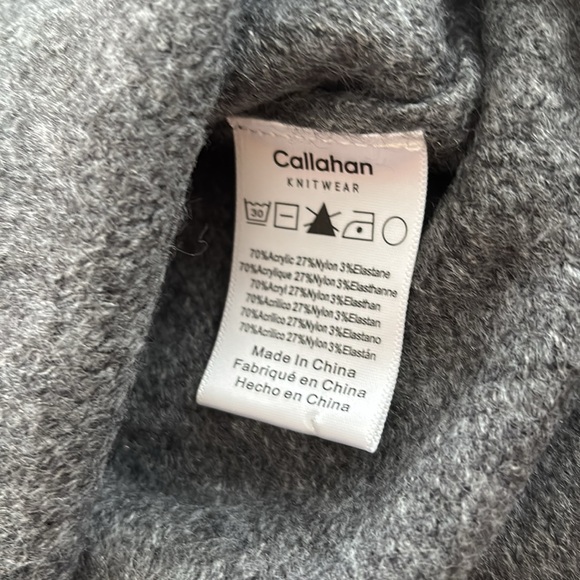 Callahan
KNITWEAR
30
70%Acrylic 27%Nylon 3%Elastane
70%Acrylique 27%Nylon 3%Elasthanne
70%Acryl 27%Nylon 3%Elasthan
70%Acrílico 27%Nylon 3%Elastan
70%Acrilico 27%Nylon 3%Elastano
70%Acrílico 27%Nylon 3%Elastán
Made In China
Fabriqué en China
Hecho en China